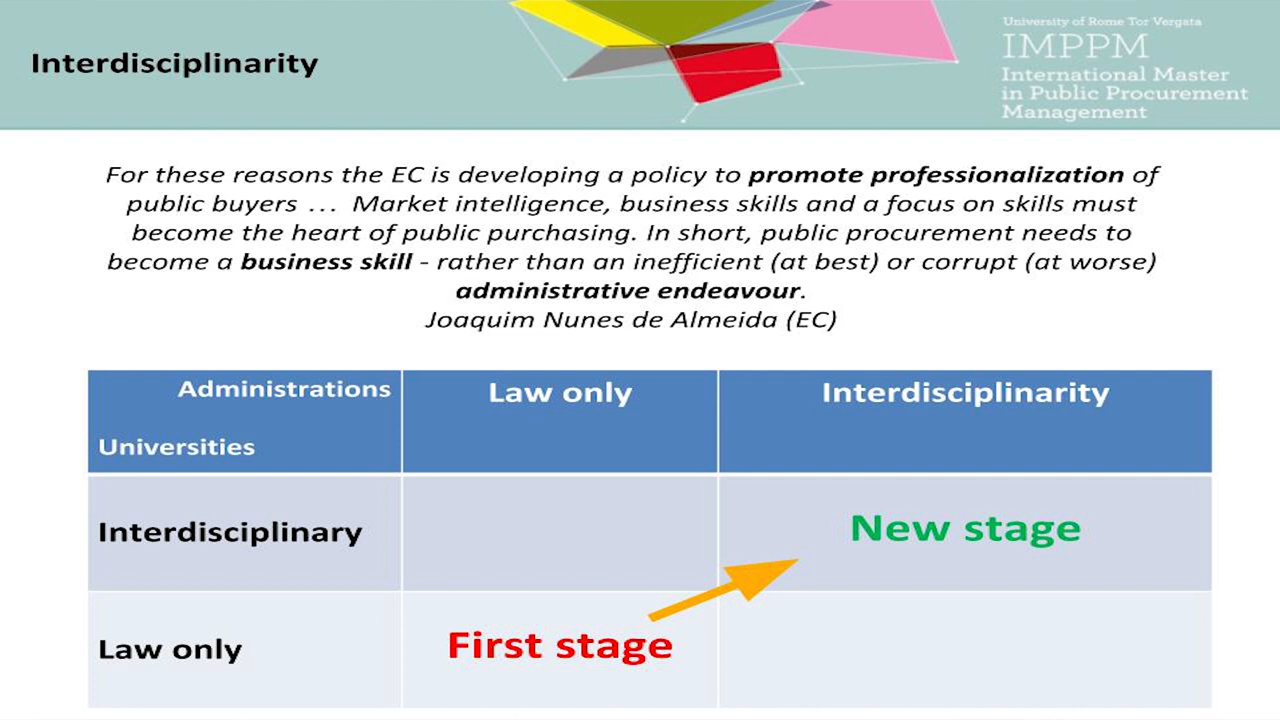 Interdisciplinarity
University of Rome Tor Vergata
IMPPM
International Master
in Public Procurement
Management
For these reasons the EC is developing a policy to promote professionalization of
public buyers … Market intelligence, business skills and a focus on skills must
become the heart of public purchasing. In short, public procurement needs to
become a business skill - rather than an inefficient (at best) or corrupt (at worse)
administrative endeavour.
Joaquim Nunes de Almeida (EC)
Administrations
Universities
Law only
Interdisciplinarity
Interdisciplinary
New stage
Law only
First stage